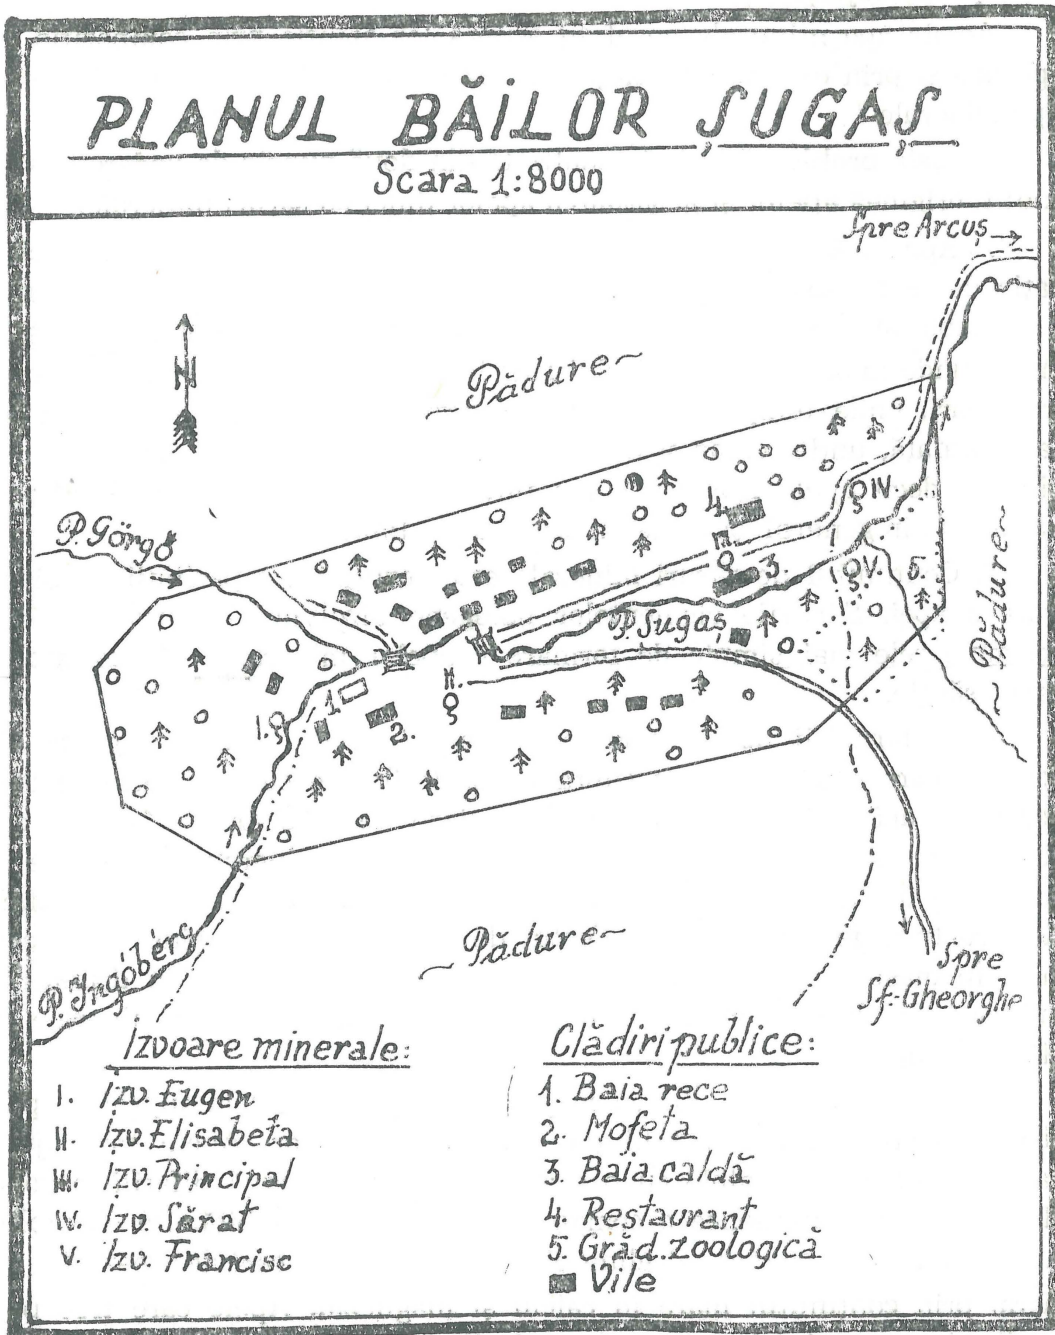 PLANUL BĂILOR ȘUGAȘ
Scara 1:8000
Spre Arcuș
N
~Pădure~
P. Görgő
IV.
4.
III
3.
V.
5.
P. Sugaș
~Pădure~
II.
1
I.
2.
~Pădure~
P. Ingóbérc
Spre
Sf.-Gheorghe
Izvoare minerale:
I. Izv. Eugen
II. Izv. Elisabeta
III. Izv. Principal
IV. Izv. Sărat
V. Izv. Francisc
Clădiri publice:
1. Baia rece
2. Mofeta
3. Baia caldă
4. Restaurant
5. Grăd. zoologică
Vile